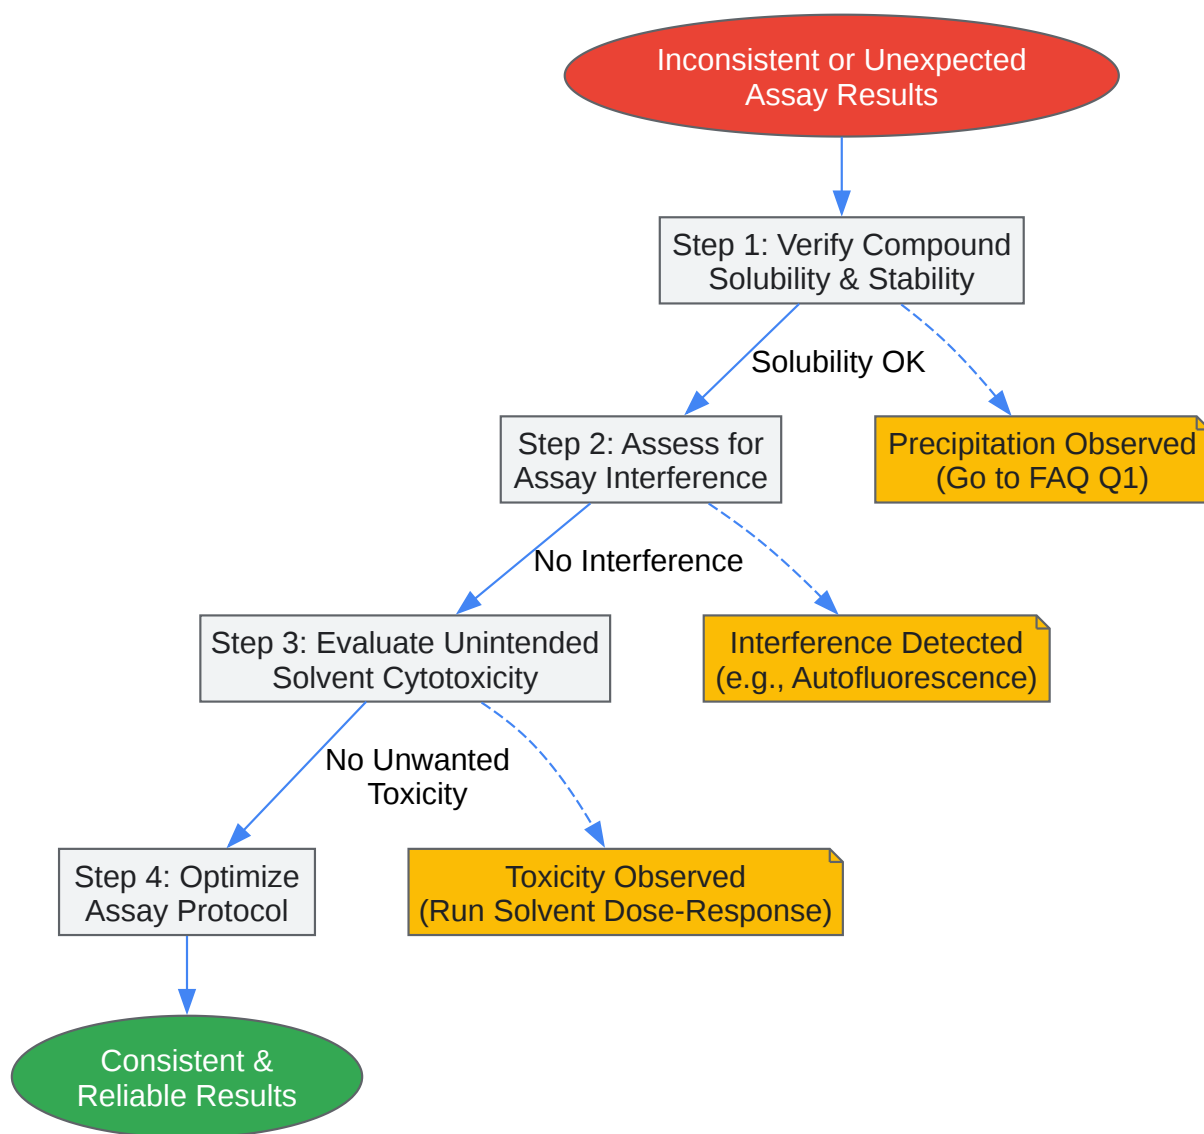 Inconsistent or Unexpected
Assay Results
Step 1: Verify Compound
Solubility & Stability
Solubility OK
Step 2: Assess for
Assay Interference
Precipitation Observed
(Go to FAQ Q1)
No Interference
Step 3: Evaluate Unintended
Solvent Cytotoxicity
Interference Detected
(e.g., Autofluorescence)
No Unwanted
Toxicity
Step 4: Optimize
Assay Protocol
Toxicity Observed
(Run Solvent Dose-Response)
Consistent &
Reliable Results